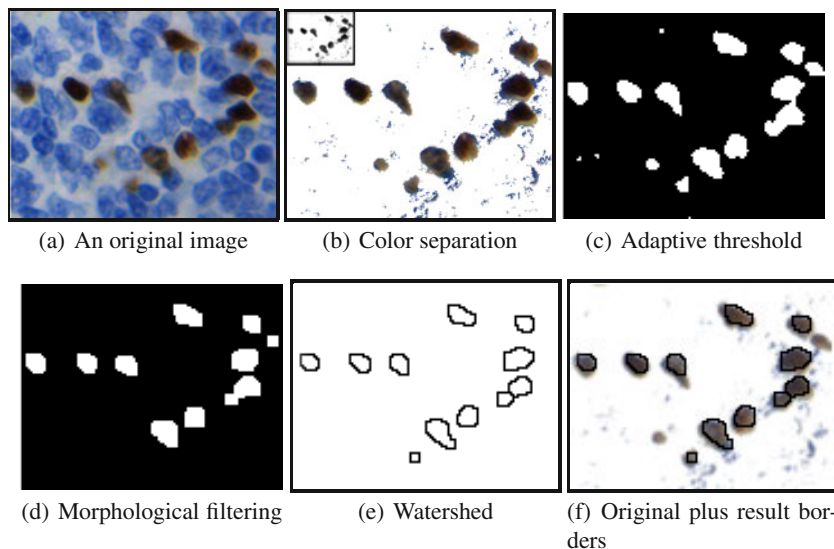 (a) An original image
(b) Color separation
(c) Adaptive threshold
(d) Morphological filtering
(e) Watershed
(f) Original plus result bor-
ders